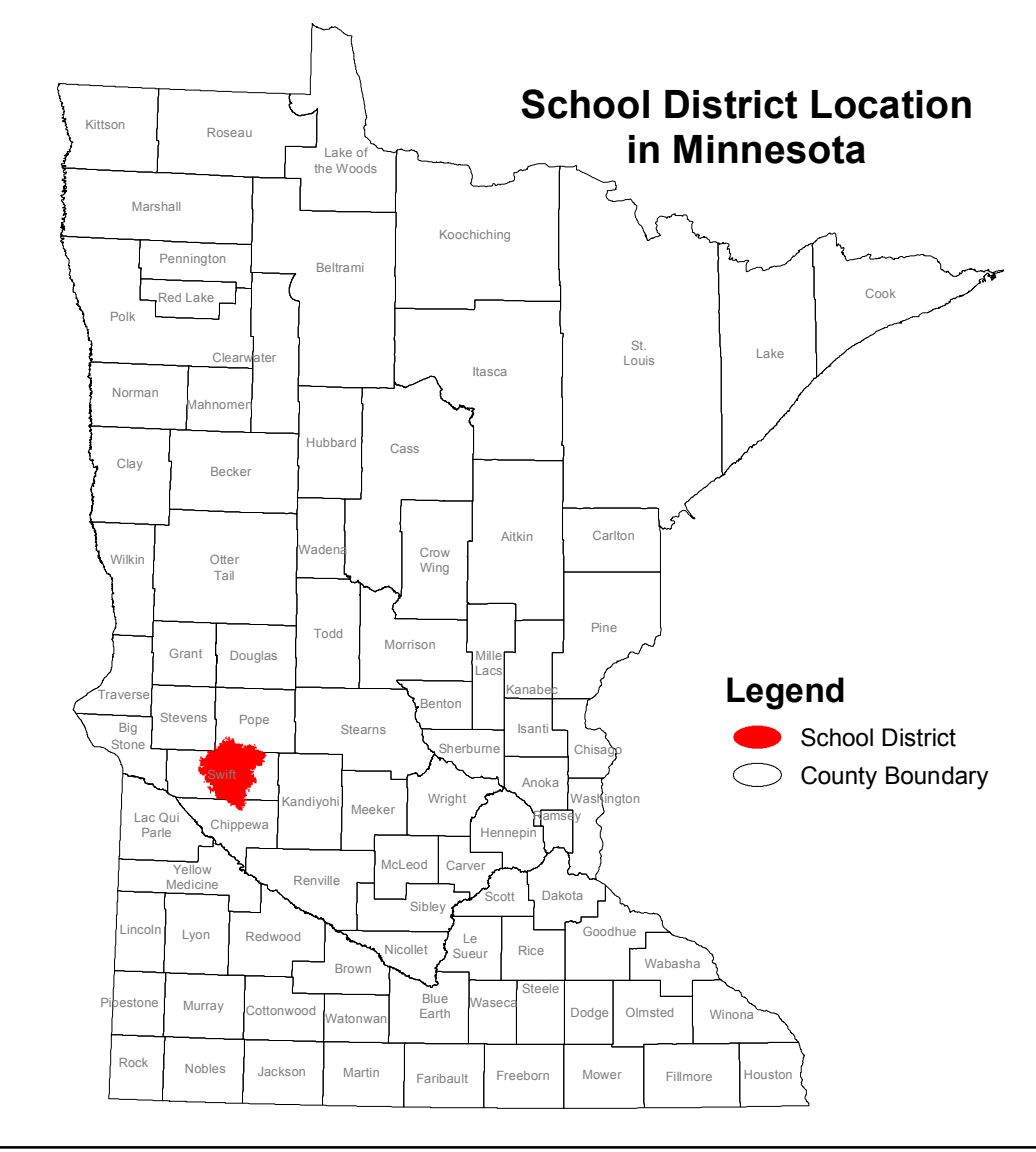 School District Location
in Minnesota
Kittson
Roseau
Lake of
the Woods
Marshall
Koochiching
Pennington
Beltrami
Red Lake
Cook
Polk
St.
Louis
Lake
Clearwater
Itasca
Norman
Mahnomen
Hubbard
Cass
Clay
Becker
Aitkin
Carlton
Wadena
Crow
Wing
Wilkin
Otter
Tail
Pine
Todd
Morrison
Grant
Douglas
Mille
Lacs
Kanabec
Traverse
Legend
Benton
Stevens
Pope
Stearns
Isanti
Big
Stone
School District
Sherburne
Chisago
Swift
County Boundary
Anoka
Kandiyohi
Meeker
Wright
Washington
Lac Qui
Parle
Chippewa
Ramsey
Hennepin
McLeod
Carver
Yellow
Medicine
Renville
Scott
Dakota
Sibley
Lincoln
Lyon
Redwood
Nicollet
Le
Sueur
Rice
Goodhue
Brown
Wabasha
Steele
Pipestone
Murray
Cottonwood
Watonwan
Blue
Earth
Waseca
Dodge
Olmsted
Winona
Rock
Nobles
Jackson
Martin
Faribault
Freeborn
Mower
Fillmore
Houston